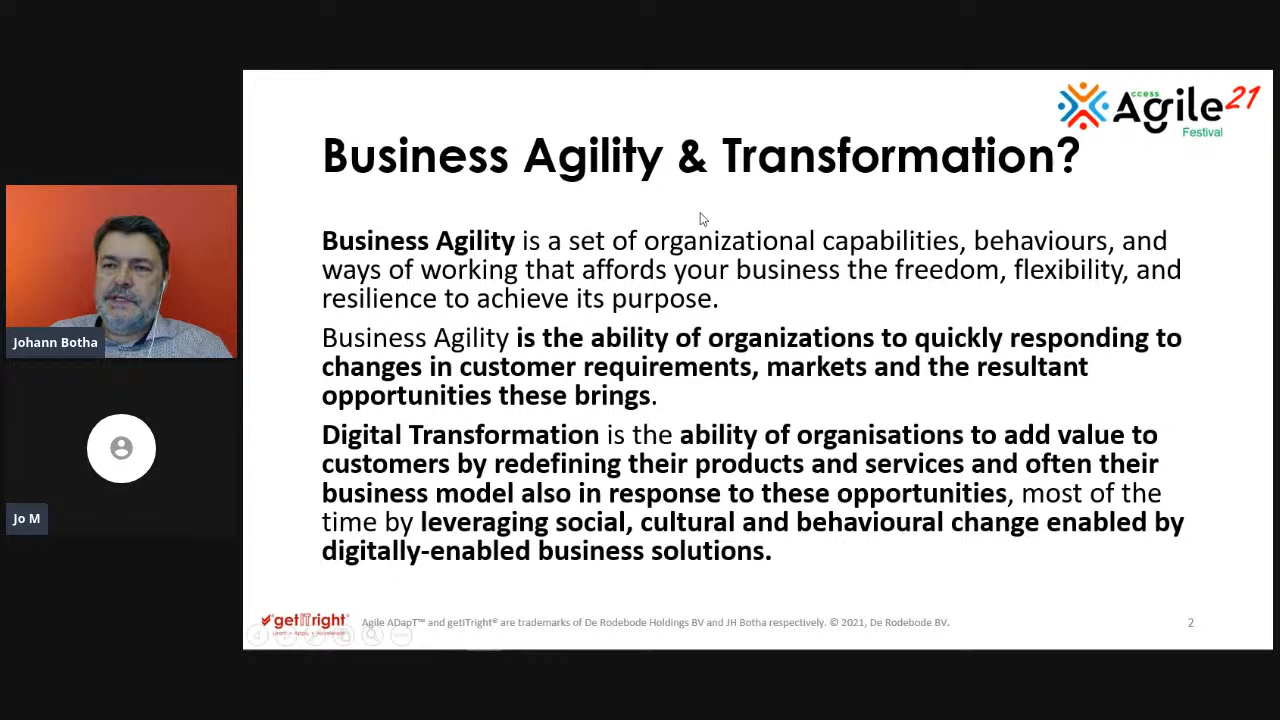 ccess
Agile 21
Festival
Business Agility & Transformation?
Business Agility is a set of organizational capabilities, behaviours, and
ways of working that affords your business the freedom, flexibility, and
resilience to achieve its purpose.
Business Agility is the ability of organizations to quickly responding to
changes in customer requirements, markets and the resultant
opportunities these brings.
Digital Transformation is the ability of organisations to add value to
customers by redefining their products and services and often their
business model also in response to these opportunities, most of the
time by leveraging social, cultural and behavioural change enabled by
digitally-enabled business solutions.
Johann Botha
Jo M
getITright®
Learn • Apply • Accelerate
Agile ADapT™ and getITright® are trademarks of De Rodebode Holdings BV and JH Botha respectively. © 2021, De Rodebode BV.
2